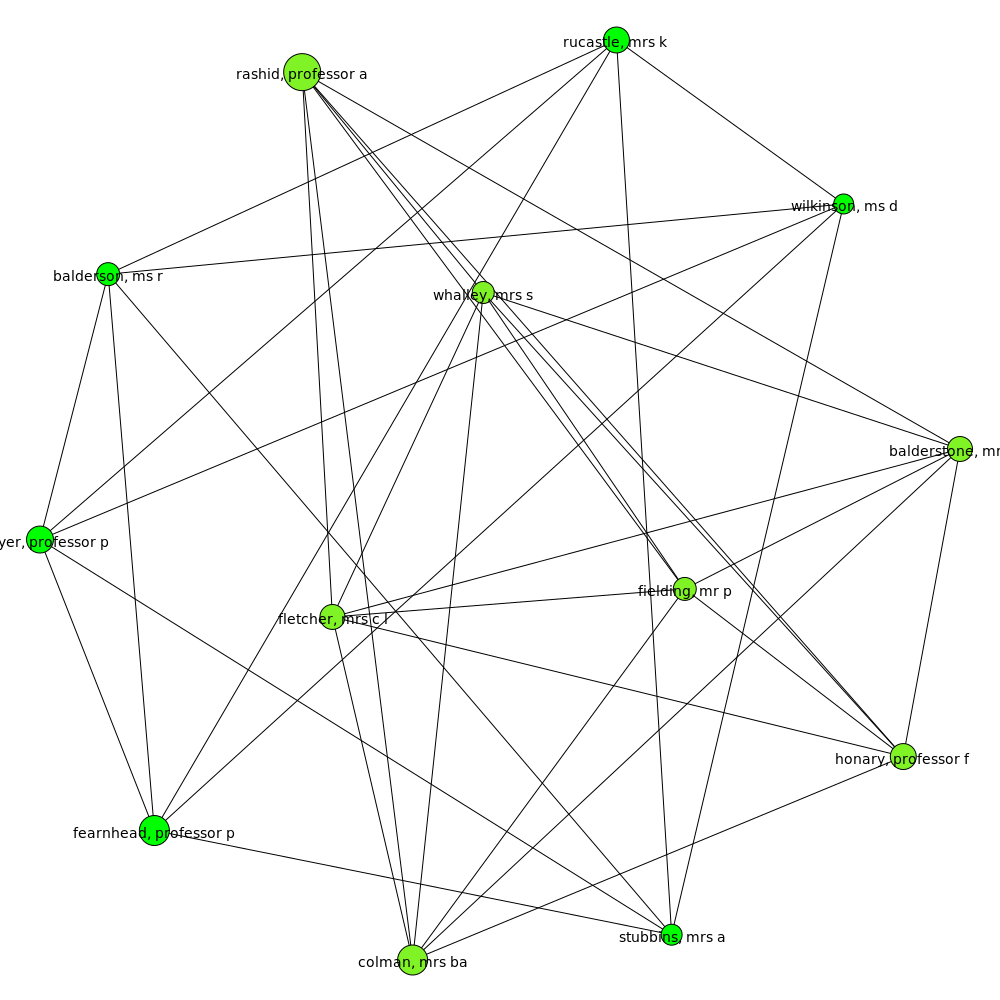 rucastle, mrs k
rashid, professor a
wilkinson, ms d
balderson, ms r
whalley, mrs s
balderstone, mr
yer, professor p
fielding, mr p
fletcher, mrs c l
honary, professor f
fearnhead, professor p
stubbins, mrs a
colman, mrs ba